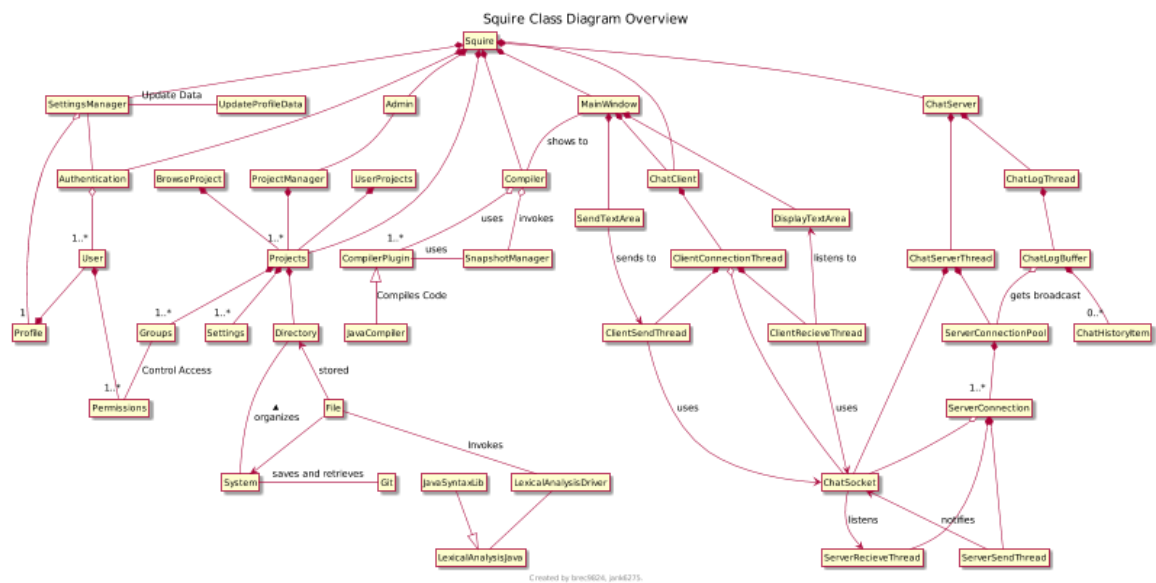 Squire Class Diagram Overview
Squire
SettingsManager
Update Data
UpdateProfileData
Admin
MainWindow
ChatServer
shows to
Authentication
BrowseProject
ProjectManager
UserProjects
Compiler
ChatClient
ChatLogThread
uses
invokes
SendTextArea
DisplayTextArea
1..*
1..*
1..*
uses
User
Projects
CompilerPlugin
SnapshotManager
sends to
ClientConnectionThread
listens to
ChatServerThread
ChatLogBuffer
Compiles Code
gets broadcast
1
1..*
1..*
0..*
Profile
Groups
Settings
Directory
JavaCompiler
ClientSendThread
ClientRecieveThread
ServerConnectionPool
ChatHistoryItem
Control Access
stored
1..*
1..*
Permissions
▲
organizes
File
uses
uses
ServerConnection
Invokes
saves and retrieves
System
Git
JavaSyntaxLib
LexicalAnalysisDriver
ChatSocket
listens
notifies
LexicalAnalysisJava
ServerRecieveThread
ServerSendThread
Created by brec9824, jank6275.